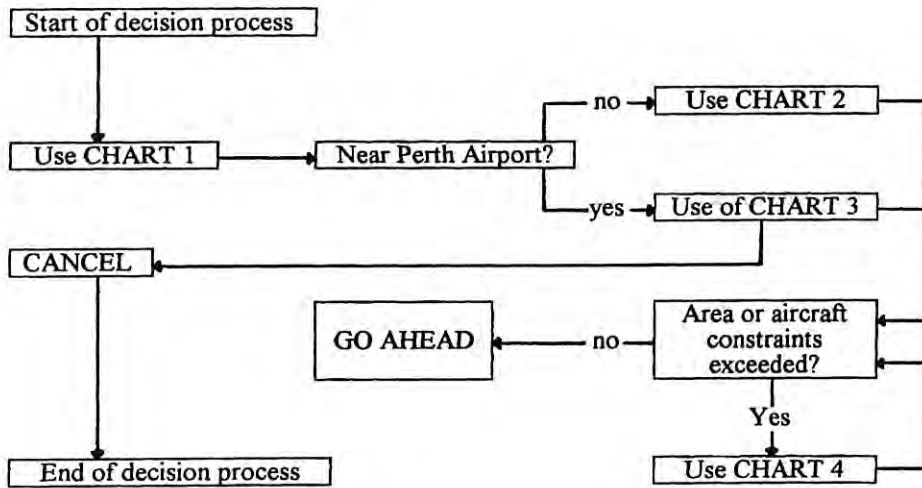 Start of decision process
no
Use CHART 2
Use CHART 1
Near Perth Airport?
yes
Use of CHART 3
CANCEL
GO AHEAD
no
Area or aircraft
constraints
exceeded?
Yes
End of decision process
Use CHART 4